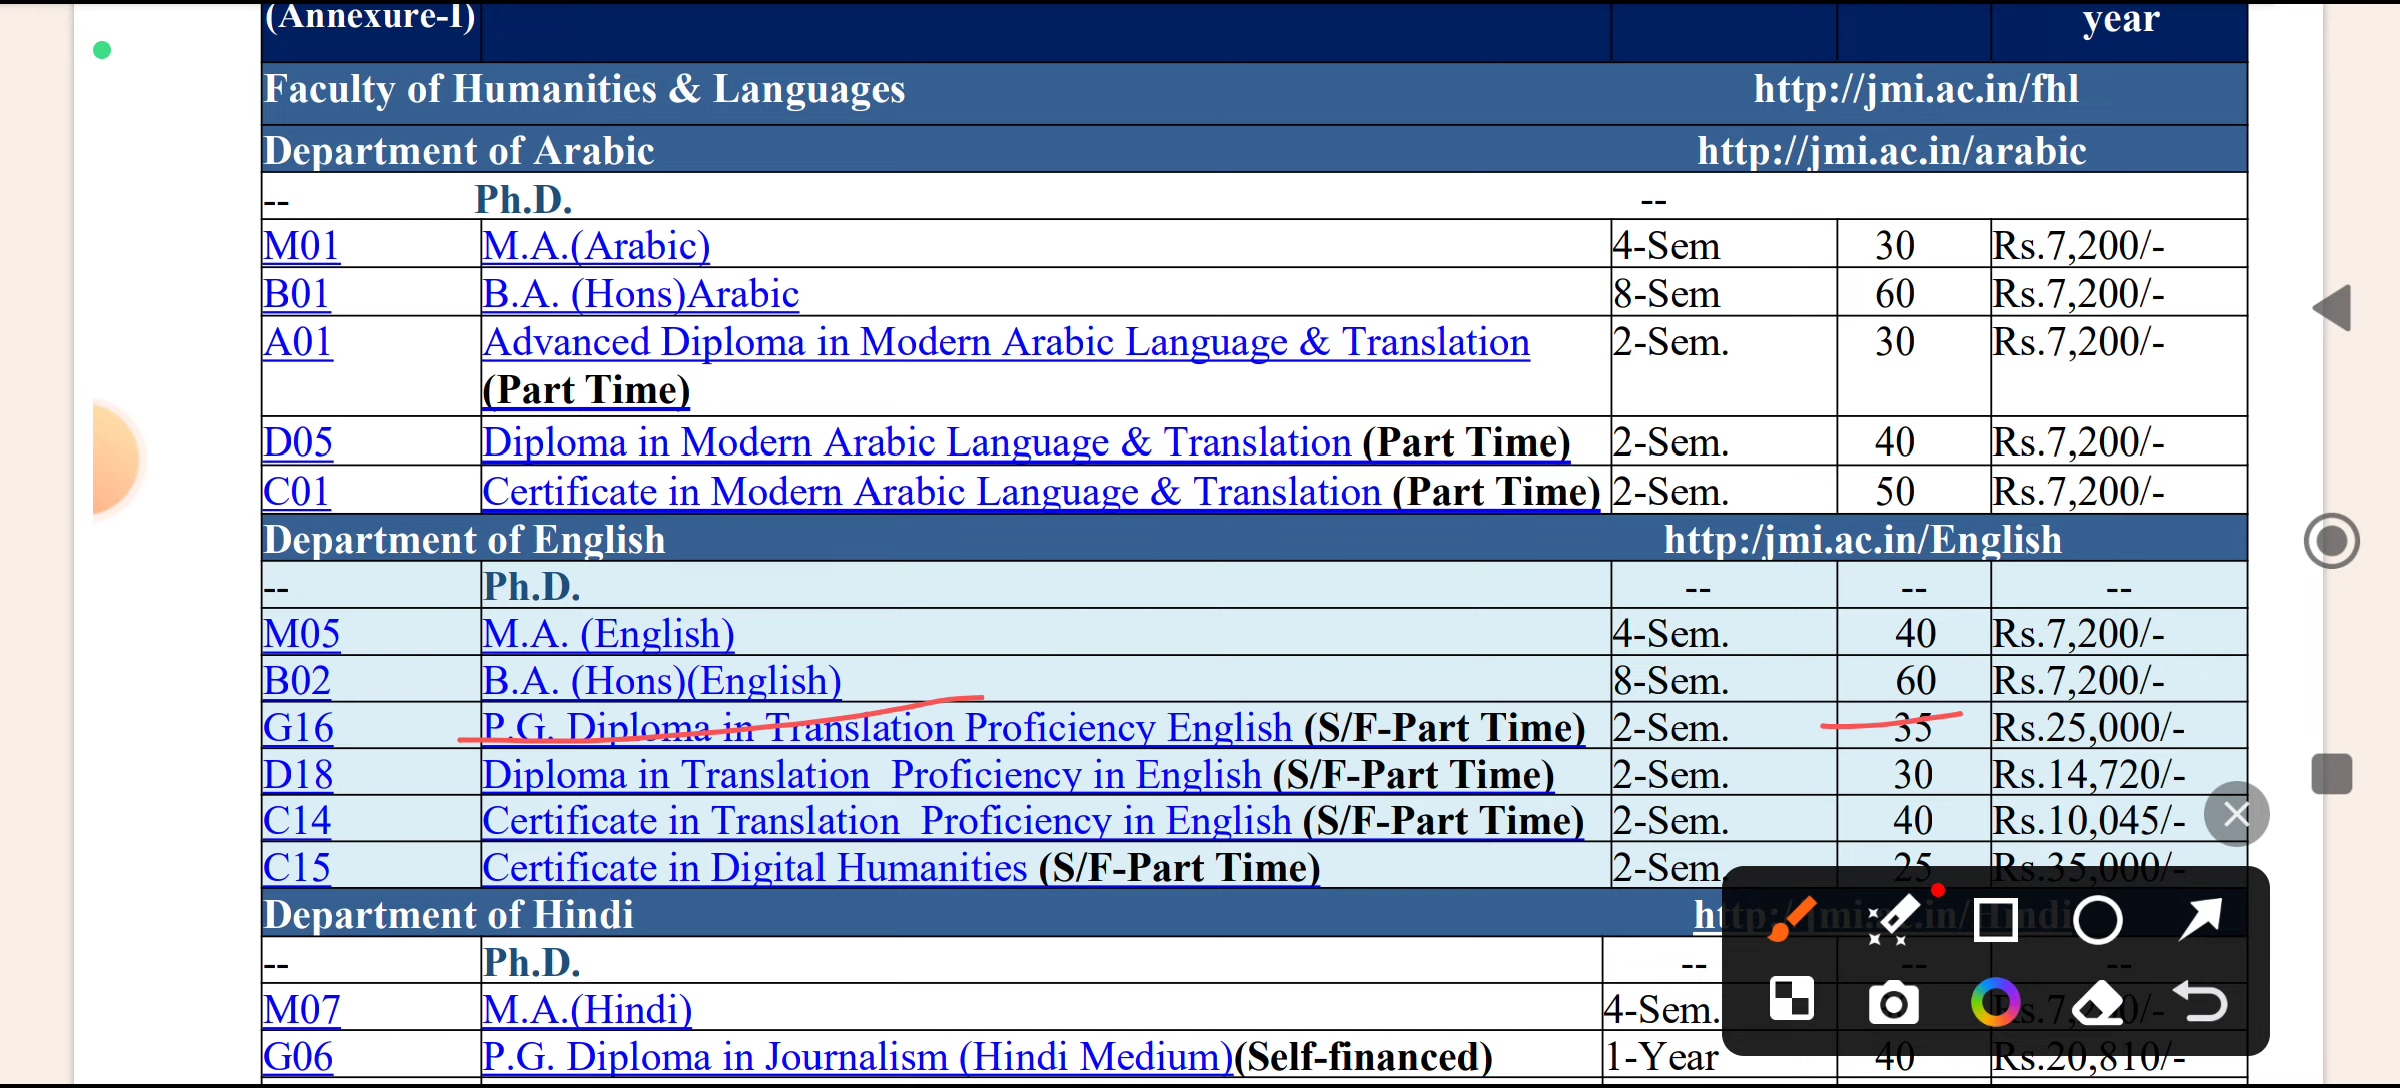 (Annexure-I) year
Faculty of Humanities & Languages http://jmi.ac.in/fhl
Department of Arabic http://jmi.ac.in/arabic
-- Ph.D. --
M01 M.A.(Arabic) 4-Sem 30 Rs.7,200/-
B01 B.A. (Hons)Arabic 8-Sem 60 Rs.7,200/-
A01 Advanced Diploma in Modern Arabic Language & Translation 2-Sem. 30 Rs.7,200/-
(Part Time)
D05 Diploma in Modern Arabic Language & Translation (Part Time) 2-Sem. 40 Rs.7,200/-
C01 Certificate in Modern Arabic Language & Translation (Part Time) 2-Sem. 50 Rs.7,200/-
Department of English http:/jmi.ac.in/English
-- Ph.D. -- -- --
M05 M.A. (English) 4-Sem. 40 Rs.7,200/-
B02 B.A. (Hons)(English) 8-Sem. 60 Rs.7,200/-
G16 P.G. Diploma in Translation Proficiency English (S/F-Part Time) 2-Sem. 35 Rs.25,000/-
D18 Diploma in Translation Proficiency in English (S/F-Part Time) 2-Sem. 30 Rs.14,720/-
C14 Certificate in Translation Proficiency in English (S/F-Part Time) 2-Sem. 40 Rs.10,045/-
C15 Certificate in Digital Humanities (S/F-Part Time) 2-Sem. 25 Rs.35,000/-
Department of Hindi http:/jmi.ac.in/Hindi
-- Ph.D. -- -- --
M07 M.A.(Hindi) 4-Sem.
G06 P.G. Diploma in Journalism (Hindi Medium)(Self-financed) 1-Year 40 Rs.20,810/-